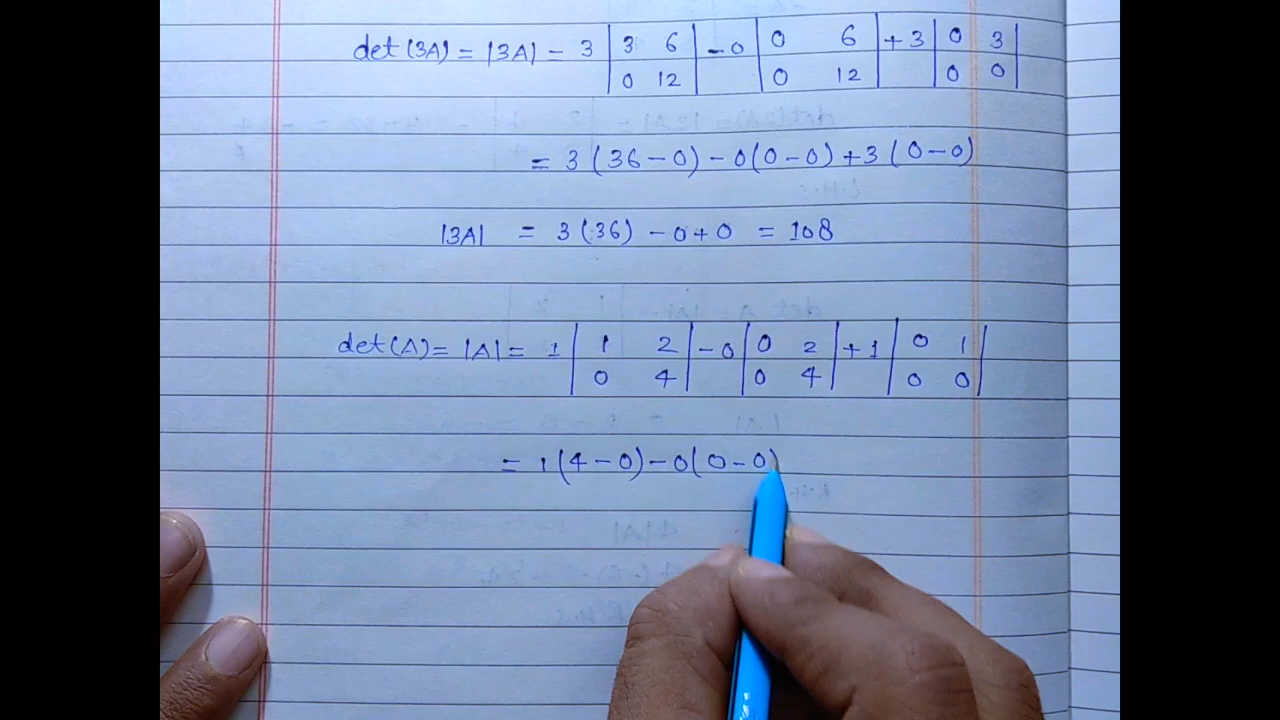 det (3A) = |3A| = 3 | 3 6 | - 0 | 0 6 | + 3 | 0 3 |
| 0 12 | | 0 12 | | 0 0 |
= 3 ( 36 - 0 ) - 0 ( 0 - 0 ) + 3 ( 0 - 0 )
|3A| = 3 ( 36 ) - 0 + 0 = 108
det (A) = |A| = 1 | 1 2 | - 0 | 0 2 | + 1 | 0 1 |
| 0 4 | | 0 4 | | 0 0 |
= 1 ( 4 - 0 ) - 0 ( 0 - 0 )